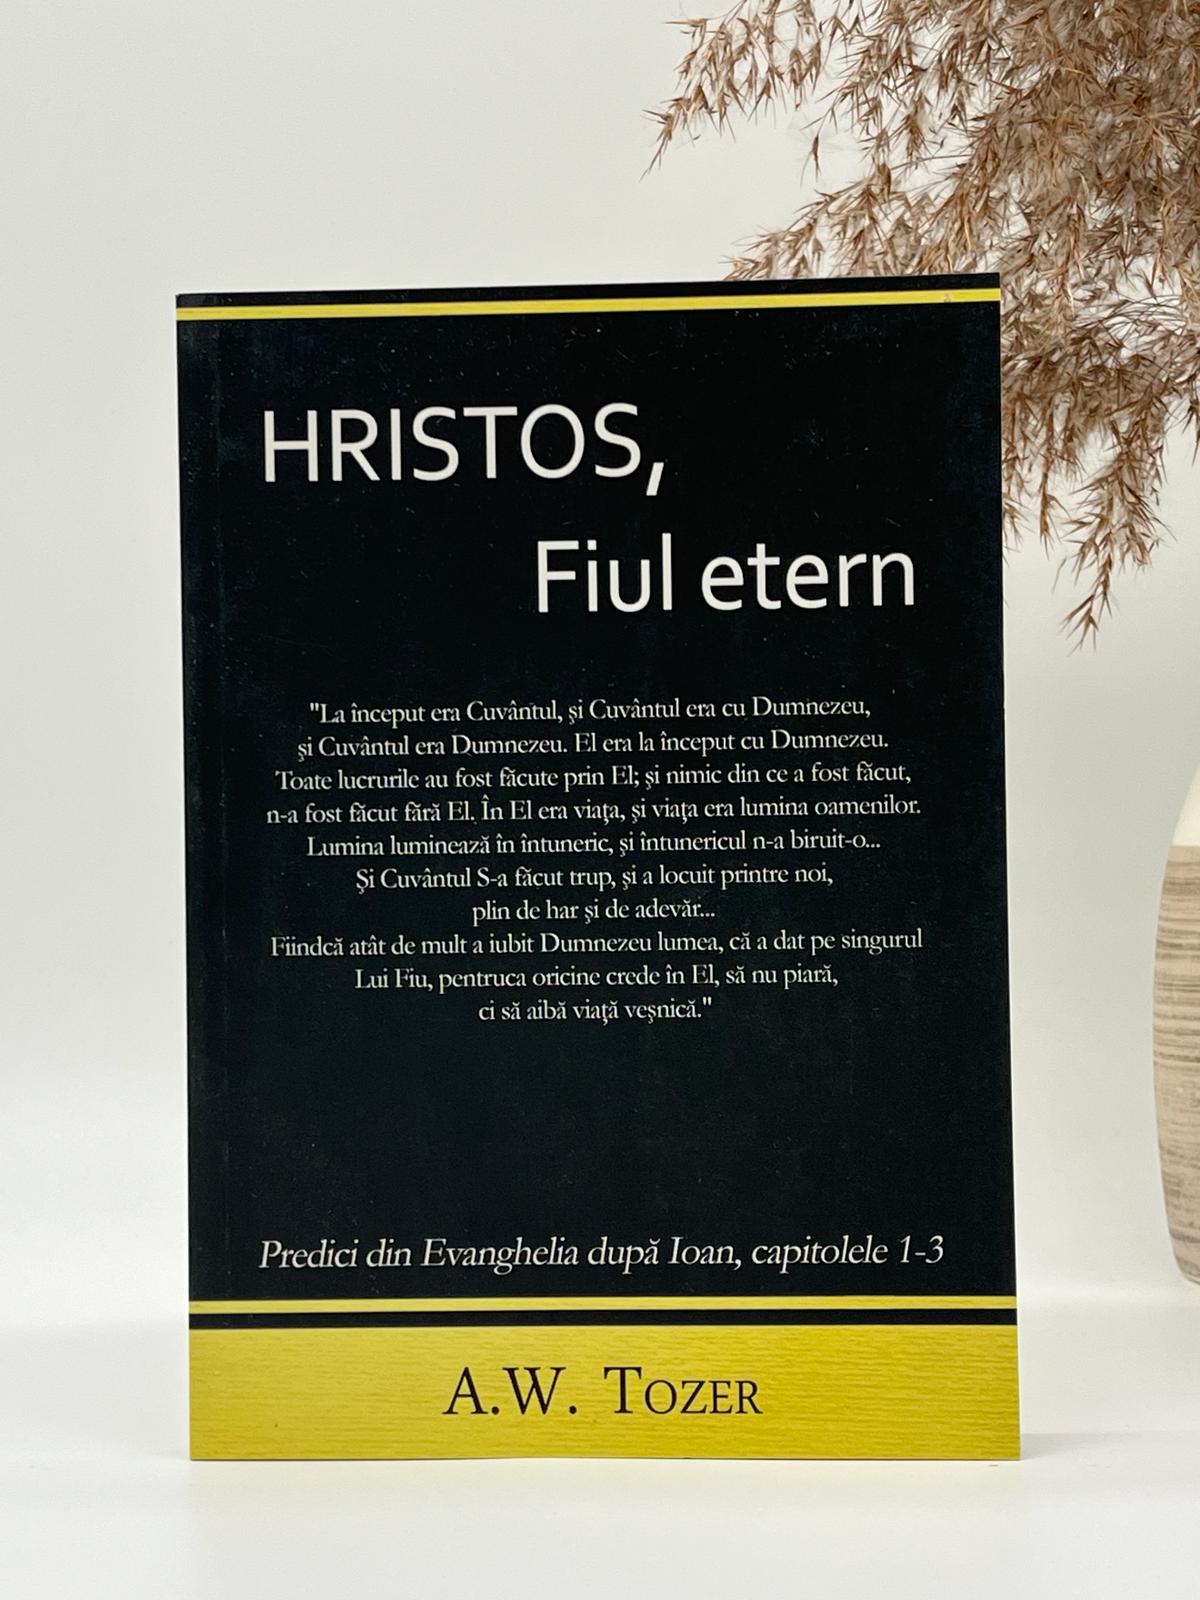 HRISTOS,
Fiul etern
"La început era Cuvântul, şi Cuvântul era cu Dumnezeu,
şi Cuvântul era Dumnezeu. El era la început cu Dumnezeu.
Toate lucrurile au fost făcute prin El; şi nimic din ce a fost făcut,
n-a fost făcut fără El. În El era viaţa, şi viaţa era lumina oamenilor.
Lumina luminează în întuneric, şi întunericul n-a biruit-o...
Şi Cuvântul S-a făcut trup, şi a locuit printre noi,
plin de har şi de adevăr...
Fiindcă atât de mult a iubit Dumnezeu lumea, că a dat pe singurul
Lui Fiu, pentruca oricine crede în El, să nu piară,
ci să aibă viaţă veşnică."
Predici din Evanghelia după Ioan, capitolele 1-3
A.W. TOZER